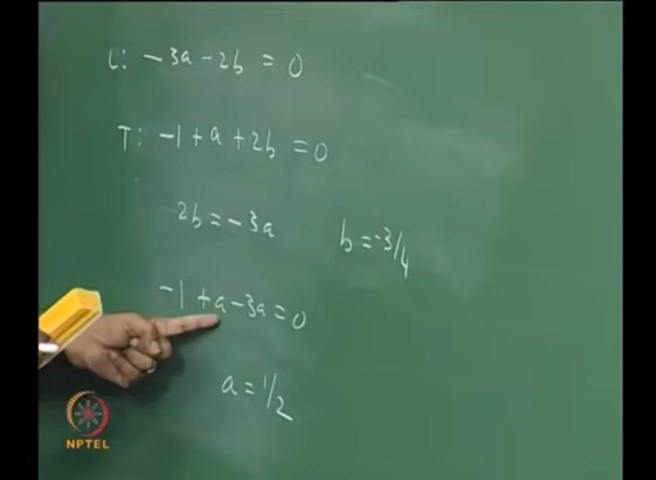 L: -3a - 2b = 0
T: -1 + a + 2b = 0
2b = -3a
b = -3/4
-1 + a - 3a = 0
a = 1/2
NPTEL